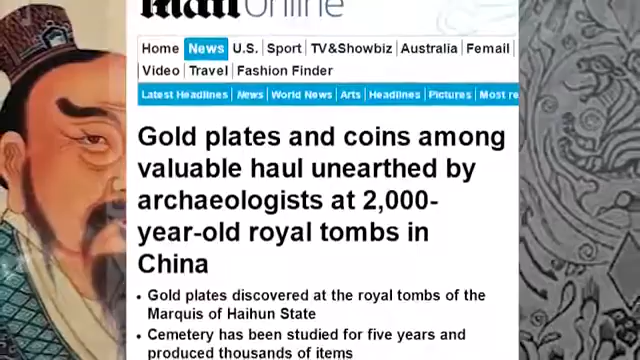 Mail Online
Home News U.S. Sport TV&Showbiz Australia Femail
Video Travel Fashion Finder
Latest Headlines News World News Arts Headlines Pictures Most re
Gold plates and coins among
valuable haul unearthed by
archaeologists at 2,000-
year-old royal tombs in
China
• Gold plates discovered at the royal tombs of the
Marquis of Haihun State
• Cemetery has been studied for five years and
produced thousands of items